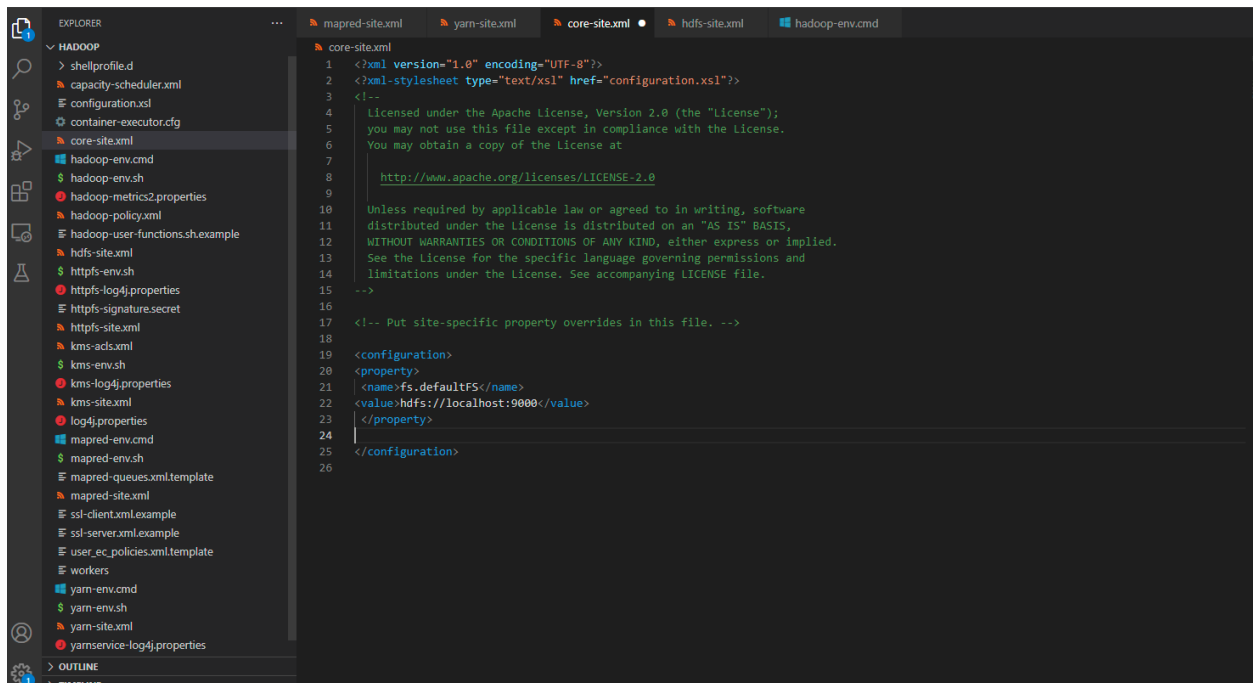 EXPLORER
HADOOP
shellprofile.d
capacity-scheduler.xml
configuration.xsl
container-executor.cfg
core-site.xml
hadoop-env.cmd
hadoop-env.sh
hadoop-metrics2.properties
hadoop-policy.xml
hadoop-user-functions.sh.example
hdfs-site.xml
httpfs-env.sh
httpfs-log4j.properties
httpfs-signature.secret
httpfs-site.xml
kms-acls.xml
kms-env.sh
kms-log4j.properties
kms-site.xml
log4j.properties
mapred-env.cmd
mapred-env.sh
mapred-queues.xml.template
mapred-site.xml
ssl-client.xml.example
ssl-server.xml.example
user_ec_policies.xml.template
workers
yarn-env.cmd
yarn-env.sh
yarn-site.xml
yarnservice-log4j.properties
OUTLINE
TIMELINE
1
1
mapred-site.xml yarn-site.xml core-site.xml hdfs-site.xml hadoop-env.cmd
core-site.xml
1 <?xml version="1.0" encoding="UTF-8"?>
2 <?xml-stylesheet type="text/xsl" href="configuration.xsl"?>
3 <!--
4 Licensed under the Apache License, Version 2.0 (the "License");
5 you may not use this file except in compliance with the License.
6 You may obtain a copy of the License at
7
8 http://www.apache.org/licenses/LICENSE-2.0
9
10 Unless required by applicable law or agreed to in writing, software
11 distributed under the License is distributed on an "AS IS" BASIS,
12 WITHOUT WARRANTIES OR CONDITIONS OF ANY KIND, either express or implied.
13 See the License for the specific language governing permissions and
14 limitations under the License. See accompanying LICENSE file.
15 -->
16
17 <!-- Put site-specific property overrides in this file. -->
18
19 <configuration>
20 <property>
21 <name>fs.defaultFS</name>
22 <value>hdfs://localhost:9000</value>
23 </property>
24
25 </configuration>
26